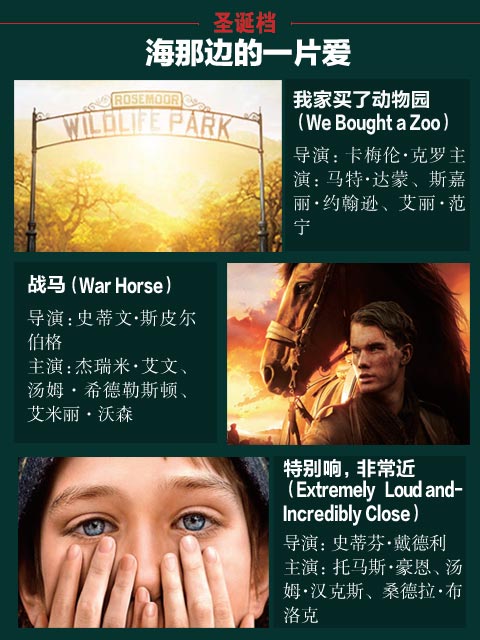 圣诞档
海那边的一片爱
ROSEMOOR
WILDLIFE PARK
我家买了动物园
(We Bought a Zoo)
导演：卡梅伦·克罗主
演：马特·达蒙、斯嘉
丽·约翰逊、艾丽·范
宁
战马(War Horse)
导演：史蒂文·斯皮尔
伯格
主演：杰瑞米·艾文、
汤姆·希德勒斯顿、
艾米丽·沃森
特别响，非常近
(Extremely Loud and-
Incredibly Close)
导演：史蒂芬·戴德利
主演：托马斯·豪恩、汤
姆·汉克斯、桑德拉·布
洛克